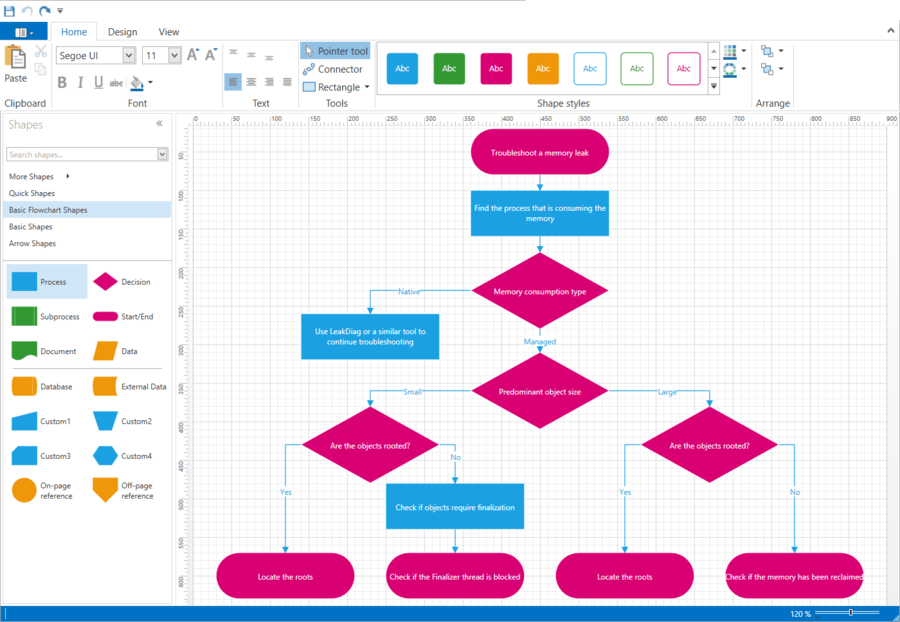 Home Design View
Segoe UI 11
B I U abc
Paste
Pointer tool
Connector
Rectangle
Abc Abc Abc Abc Abc Abc Abc
Clipboard Font Text Tools Shape styles Arrange
Shapes
Search shapes...
More Shapes
Quick Shapes
Basic Flowchart Shapes
Basic Shapes
Arrow Shapes
Process Decision
Subprocess Start/End
Document Data
Database External Data
Custom1 Custom2
Custom3 Custom4
On-page
reference
Off-page
reference
0 50 100 150 200 250 300 350 400 450 500 550 600 650 700 750 800 850 900
50
100
150
200
250
300
350
400
450
500
550
600
Troubleshoot a memory leak
Find the process that is consuming the
memory
Memory consumption type
Native
Use LeakDiag or a similar tool to
continue troubleshooting
Managed
Predominant object size
Small
Large
Are the objects rooted?
Are the objects rooted?
No
Yes
Yes
No
Check if objects require finalization
Locate the roots
Check if the Finalizer thread is blocked
Locate the roots
Check if the memory has been reclaimed
120 %